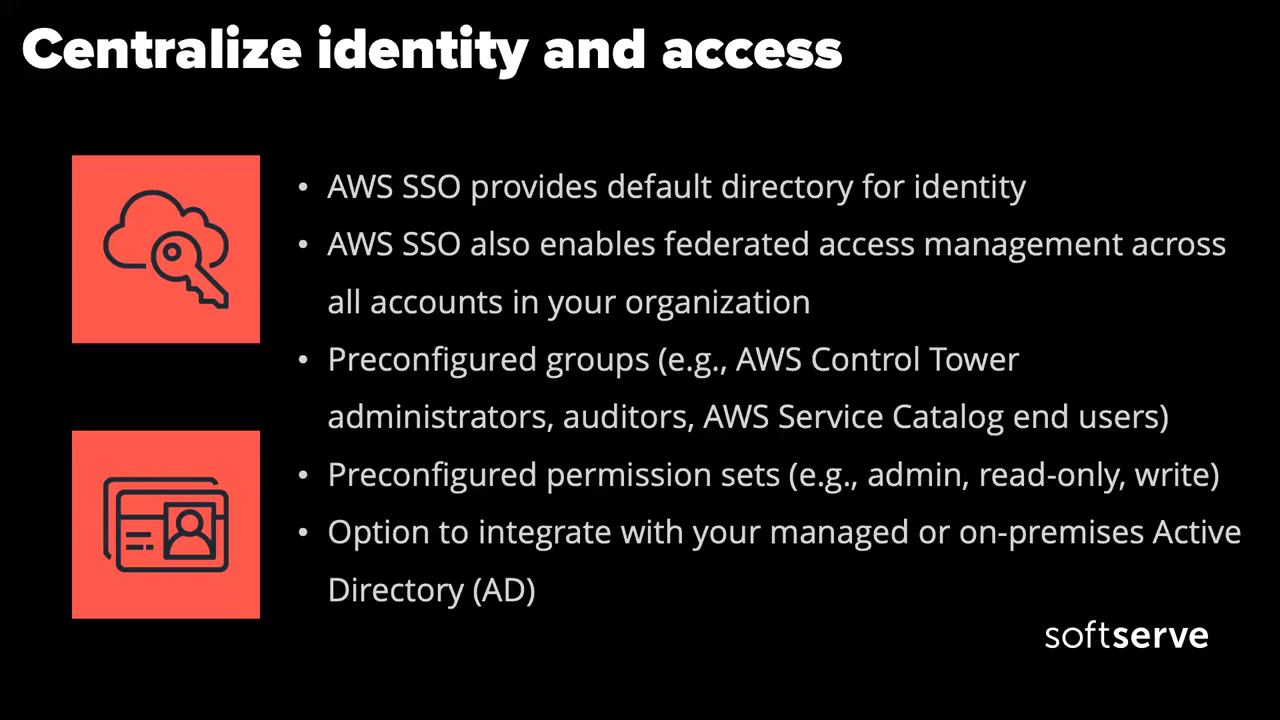 Centralize identity and access
• AWS SSO provides default directory for identity
• AWS SSO also enables federated access management across
all accounts in your organization
• Preconfigured groups (e.g., AWS Control Tower
administrators, auditors, AWS Service Catalog end users)
• Preconfigured permission sets (e.g., admin, read-only, write)
• Option to integrate with your managed or on-premises Active
Directory (AD)
softserve